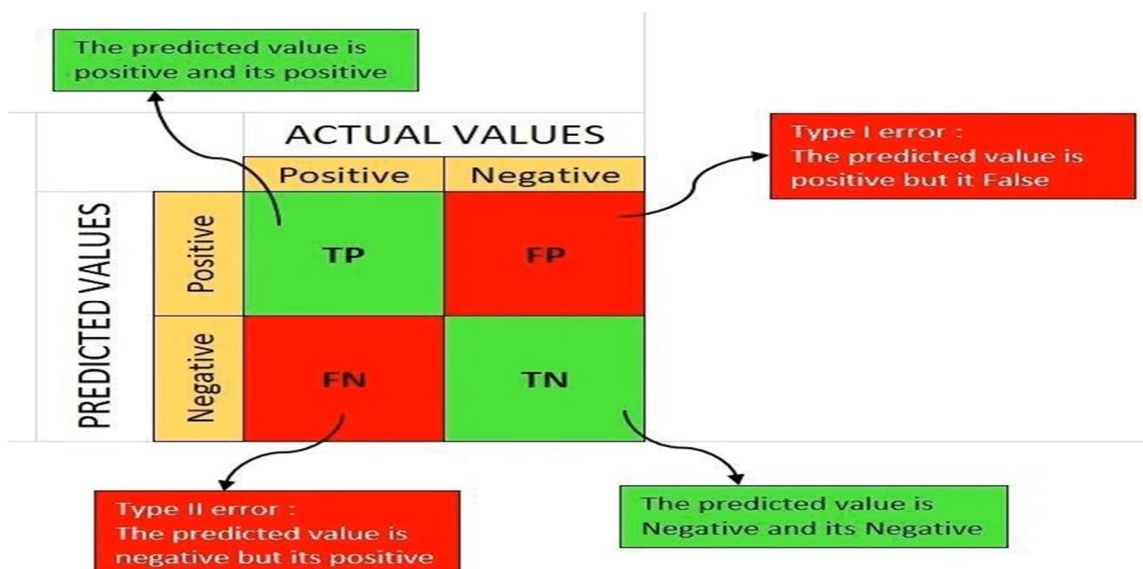 The predicted value is
positive and its positive
ACTUAL VALUES
Type I error :
The predicted value is
positive but it False
Positive
Negative
PREDICTED VALUES
Positive
TP
FP
Negative
FN
TN
Type II error :
The predicted value is
negative but its positive
The predicted value is
Negative and its Negative